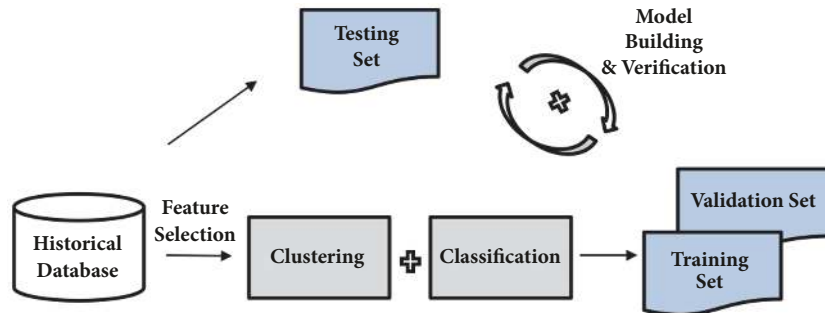 Testing
Set
Model
Building
& Verification
Historical
Database
Feature
Selection
Clustering
Classification
Validation Set
Training
Set